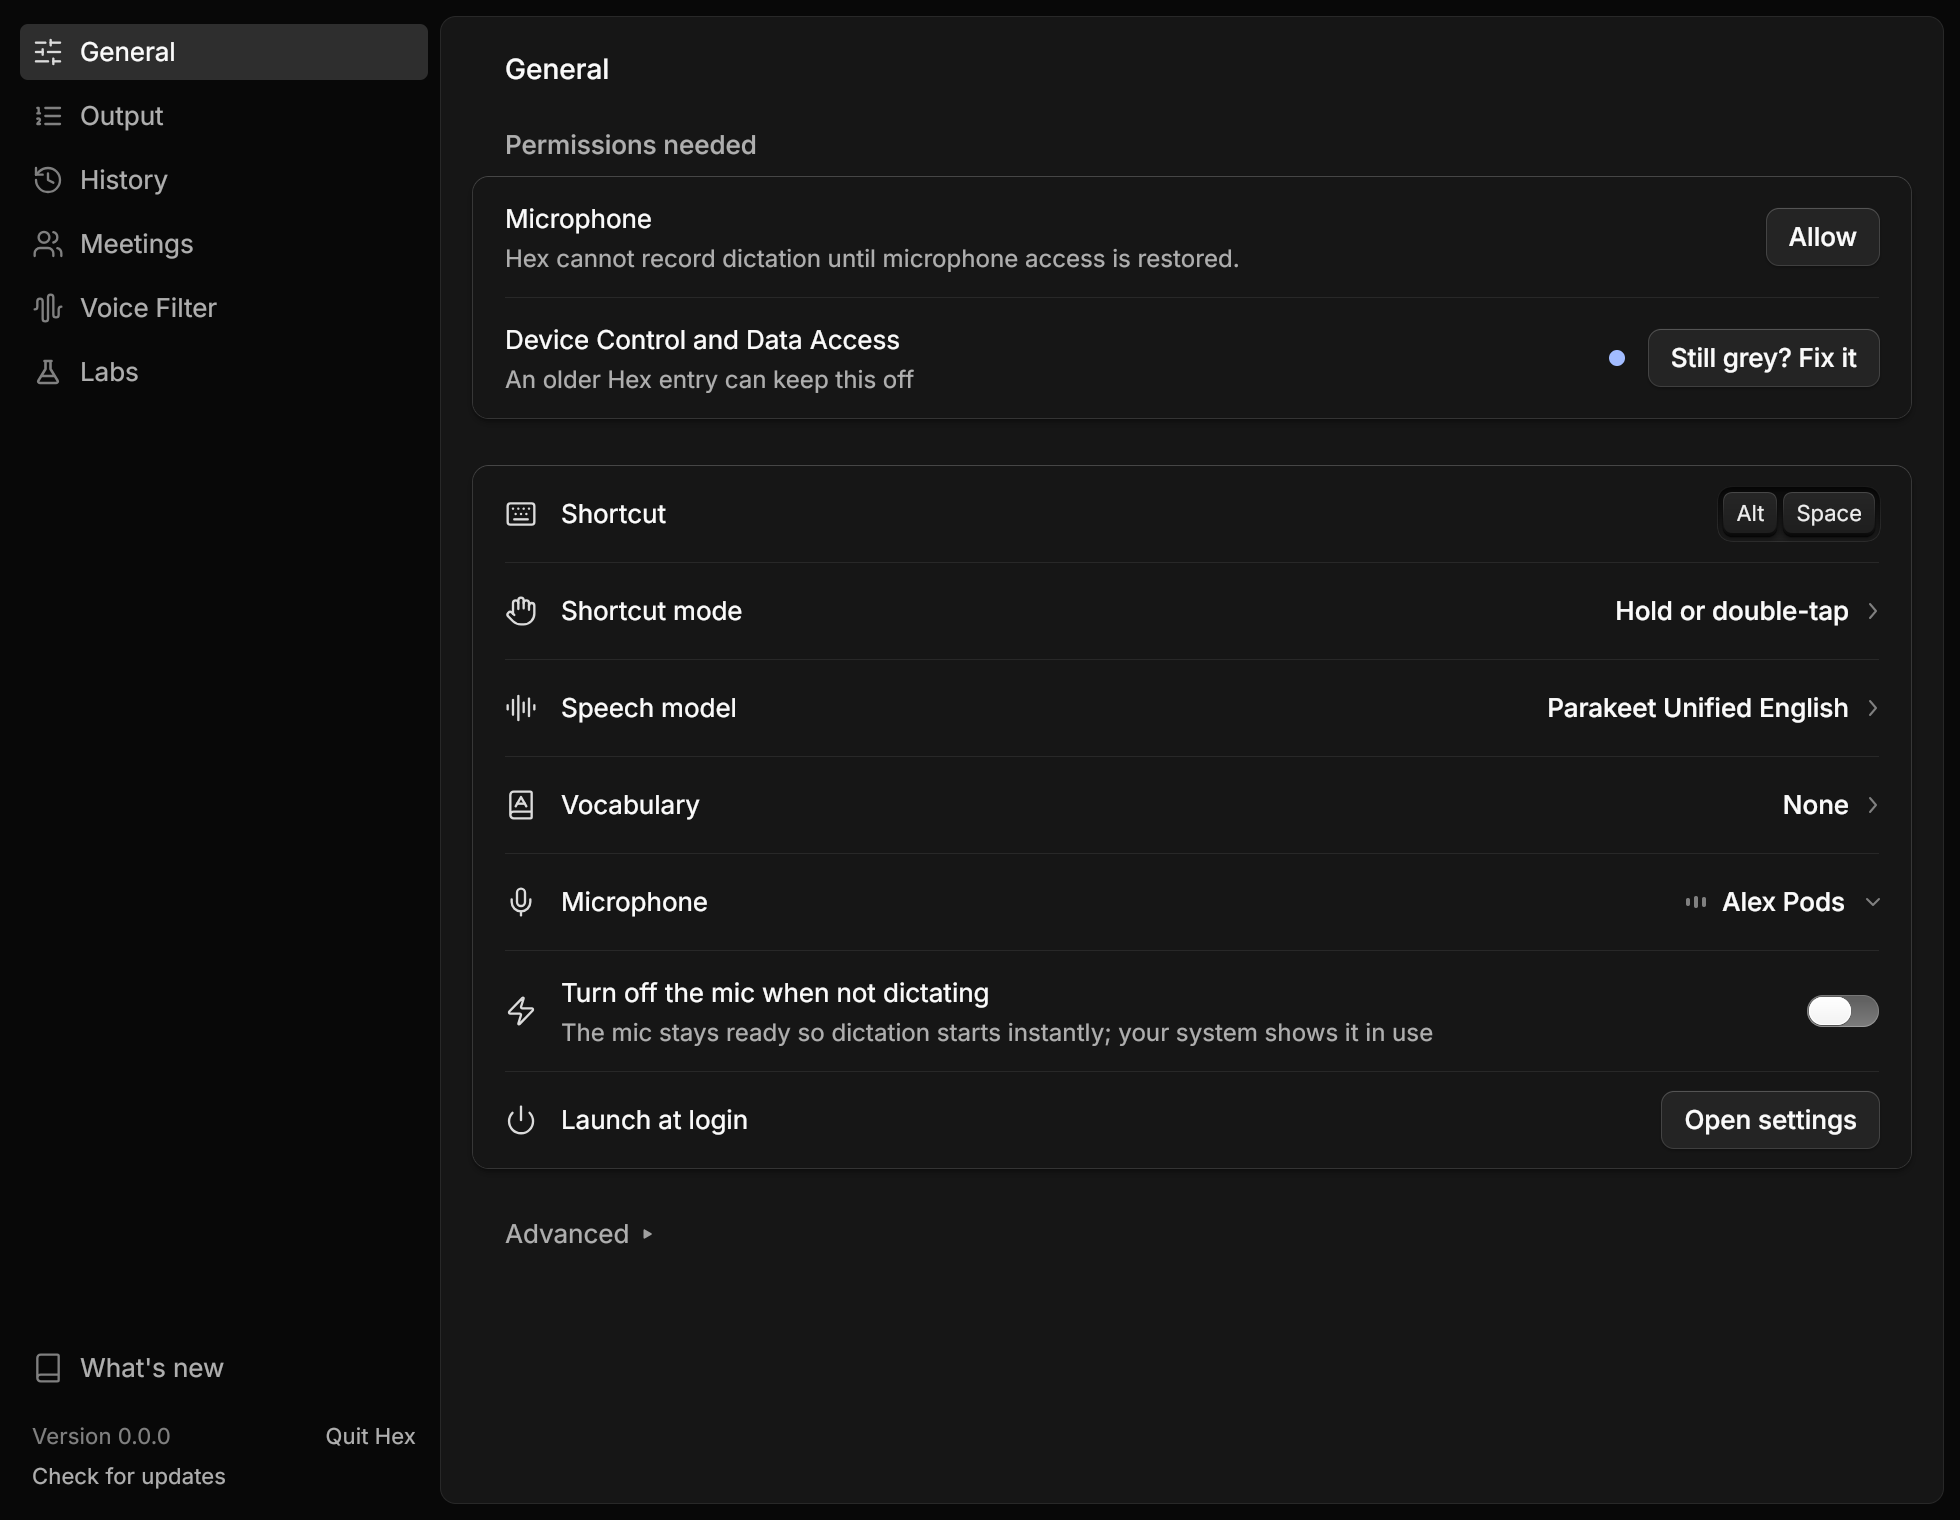 General
Output
History
Meetings
Voice Filter
Labs
What's new
Version 0.0.0
Quit Hex
Check for updates
General
Permissions needed
Microphone
Hex cannot record dictation until microphone access is restored.
Allow
Device Control and Data Access
An older Hex entry can keep this off
Still grey? Fix it
Shortcut
Alt Space
Shortcut mode
Hold or double-tap
Speech model
Parakeet Unified English
Vocabulary
None
Microphone
Alex Pods
Turn off the mic when not dictating
The mic stays ready so dictation starts instantly; your system shows it in use
Launch at login
Open settings
Advanced